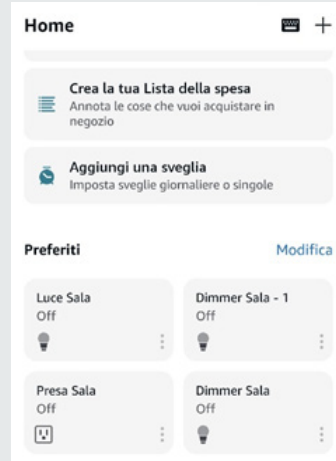 Home
Crea la tua Lista della spesa
Annota le cose che vuoi acquistare in
negozio
Aggiungi una sveglia
Imposta sveglie giornaliere o singole
Preferiti
Modifica
Luce Sala
Off
Dimmer Sala - 1
Off
Presa Sala
Off
Dimmer Sala
Off